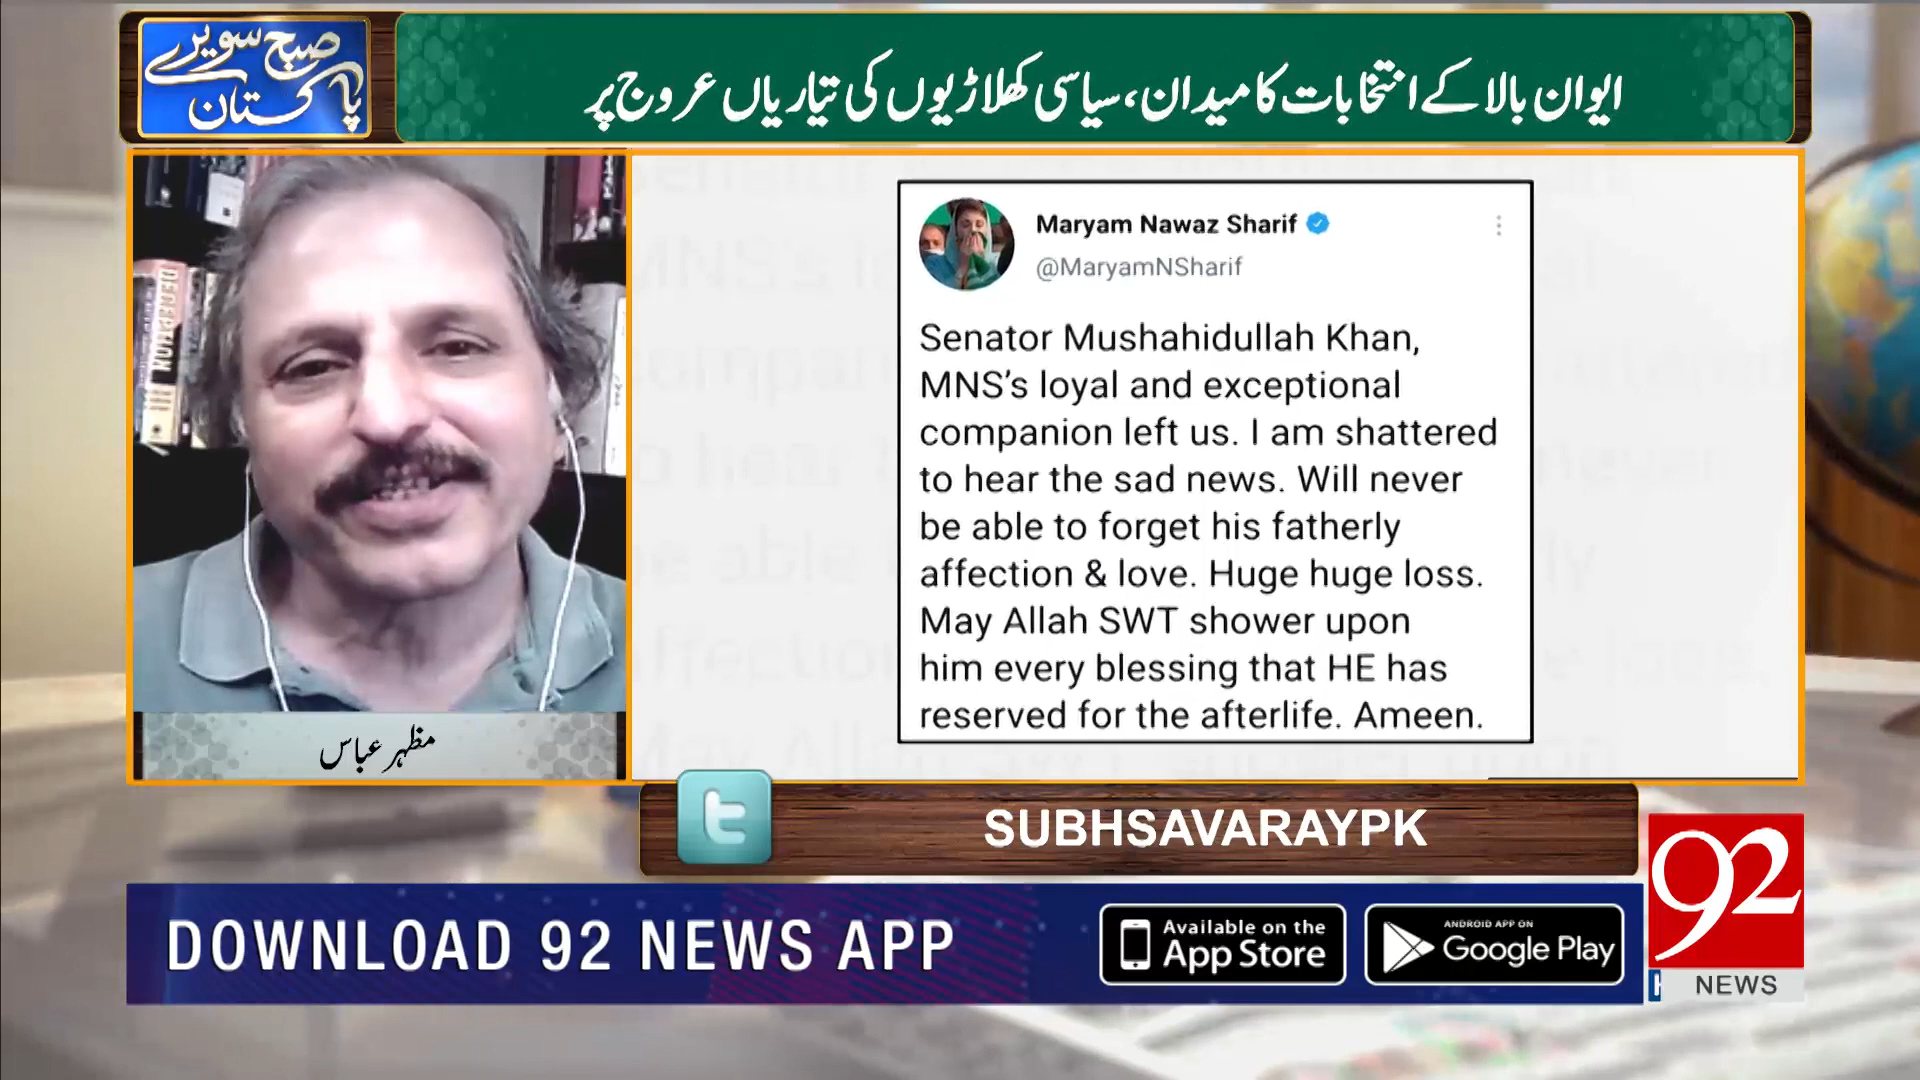 صبح سویرے
پاکستان
ایوان بالا کے انتخابات کا میدان، سیاسی کھلاڑیوں کی تیاریاں عروج پر
DECEPTION
Maryam Nawaz Sharif
@MaryamNSharif
Senator Mushahidullah Khan,
MNS's loyal and exceptional
companion left us. I am shattered
to hear the sad news. Will never
be able to forget his fatherly
affection & love. Huge huge loss.
May Allah SWT shower upon
him every blessing that HE has
reserved for the afterlife. Ameen.
مظہر عباس
SUBHSAVARAYPK
DOWNLOAD 92 NEWS APP
Available on the
App Store
ANDROID APP ON
Google Play
92
NEWS